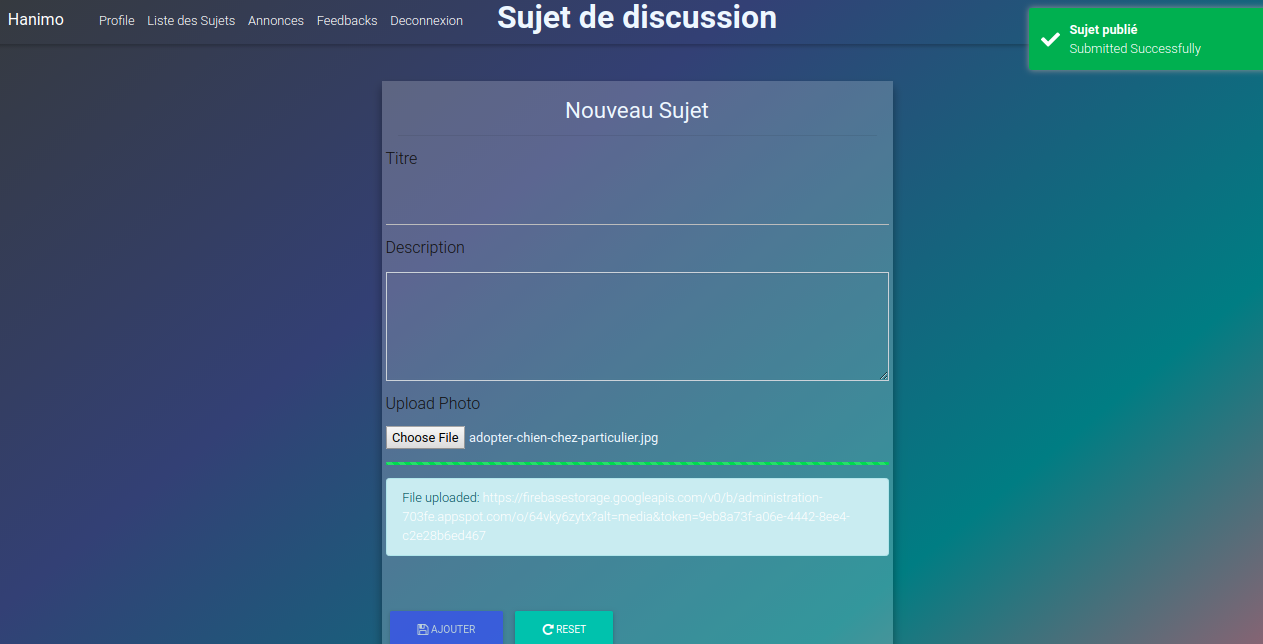 Hanimo Profile Liste des Sujets Annonces Feedbacks Deconnexion Sujet de discussion
Sujet publié
Submitted Successfully
Nouveau Sujet
Titre
Description
Upload Photo
Choose File adopter-chien-chez-particulier.jpg
File uploaded: https://firebasestorage.googleapis.com/v0/b/administration-
703fe.appspot.com/o/64vky6zytx?alt=media&token=9eb8a73f-a06e-4442-8ee4-
c2e28b6ed467
AJOUTER RESET